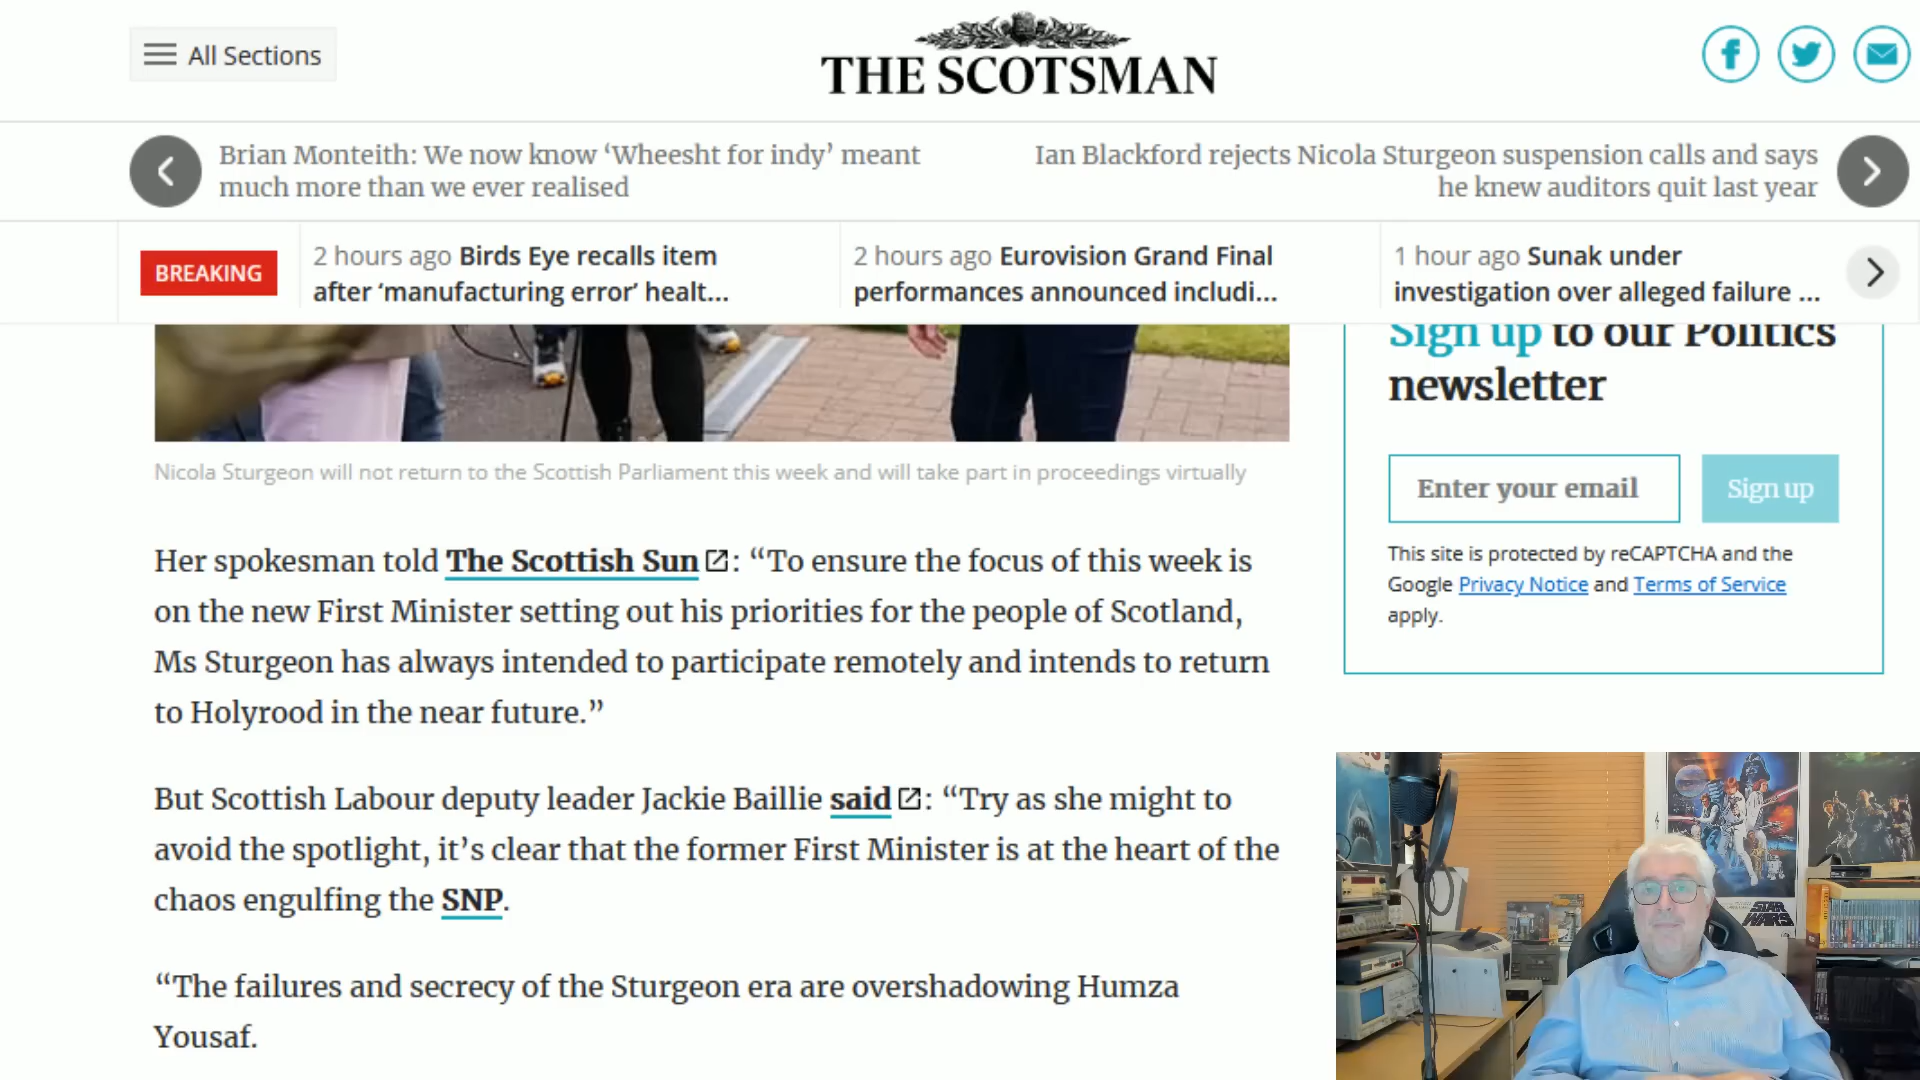 All Sections
THE SCOTSMAN
Brian Monteith: We now know ‘Wheesht for indy’ meant
much more than we ever realised
Ian Blackford rejects Nicola Sturgeon suspension calls and says
he knew auditors quit last year
BREAKING
2 hours ago Birds Eye recalls item
after ‘manufacturing error’ healt...
2 hours ago Eurovision Grand Final
performances announced includi...
1 hour ago Sunak under
investigation over alleged failure ...
Sign up to our Politics
newsletter
Enter your email
Sign up
This site is protected by reCAPTCHA and the
Google Privacy Notice and Terms of Service
apply.
Nicola Sturgeon will not return to the Scottish Parliament this week and will take part in proceedings virtually
Her spokesman told The Scottish Sun: “To ensure the focus of this week is
on the new First Minister setting out his priorities for the people of Scotland,
Ms Sturgeon has always intended to participate remotely and intends to return
to Holyrood in the near future.”
But Scottish Labour deputy leader Jackie Baillie said: “Try as she might to
avoid the spotlight, it’s clear that the former First Minister is at the heart of the
chaos engulfing the SNP.
“The failures and secrecy of the Sturgeon era are overshadowing Humza
Yousaf.
STAR
WARS